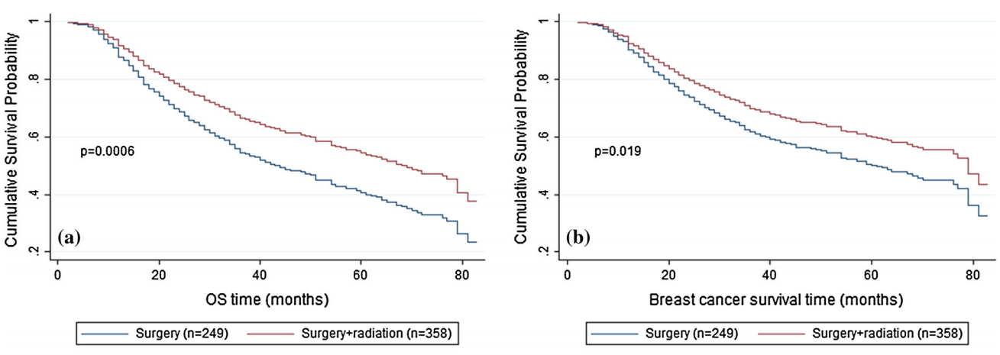 Cumulative Survival Probability
1
.8
.6
.4
.2
p=0.0006
(a)
0 20 40 60 80
OS time (months)
Surgery (n=249) Surgery+radiation (n=358)
Cumulative Survival Probability
1
.8
.6
.4
.2
p=0.019
(b)
0 20 40 60 80
Breast cancer survival time (months)
Surgery (n=249) Surgery+radiation (n=358)